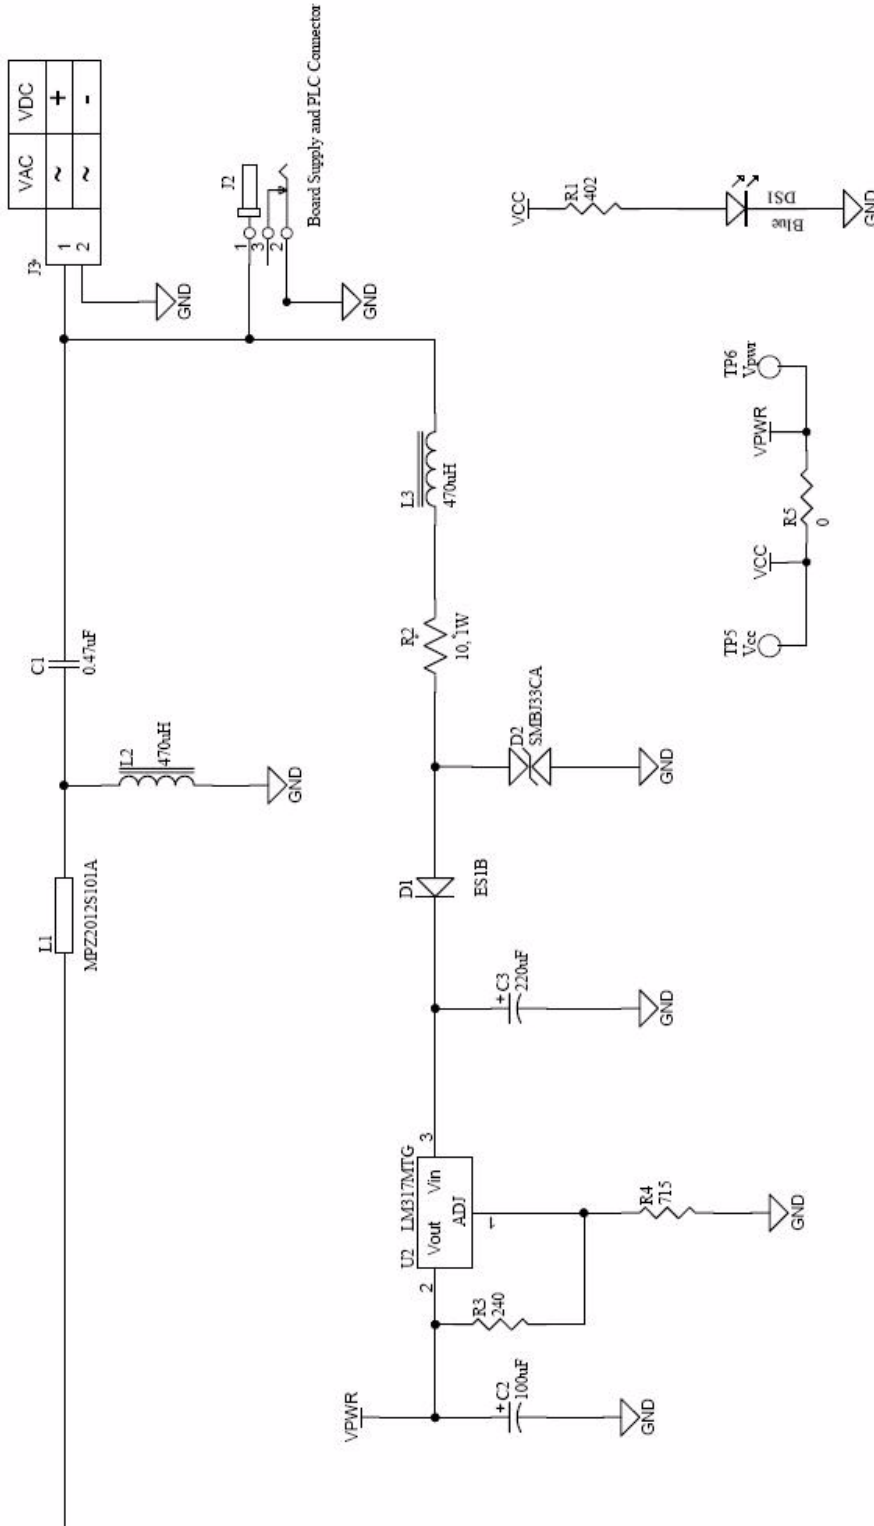 VAC VDC
~ +
~ -
J3
1
2
GND
J2
1
3
2
Board Supply and PLC Connector
GND
C1
0.47uF
L2
470uH
GND
L1
MPZ2012S101A
L3
470uH
R2
10, 1W
D2
SMBJ33CA
GND
D1
ES1B
+
C3
220uF
GND
U2 LM317MTG
3
Vin
Vout
ADJ
2
1
R4
715
GND
R3
240
VPWR
+
C2
100uF
GND
VCC
R1
402
DS1
Blue
GND
TP5
Vcc
VCC
R5
0
VPWR
TP6
Vpwr